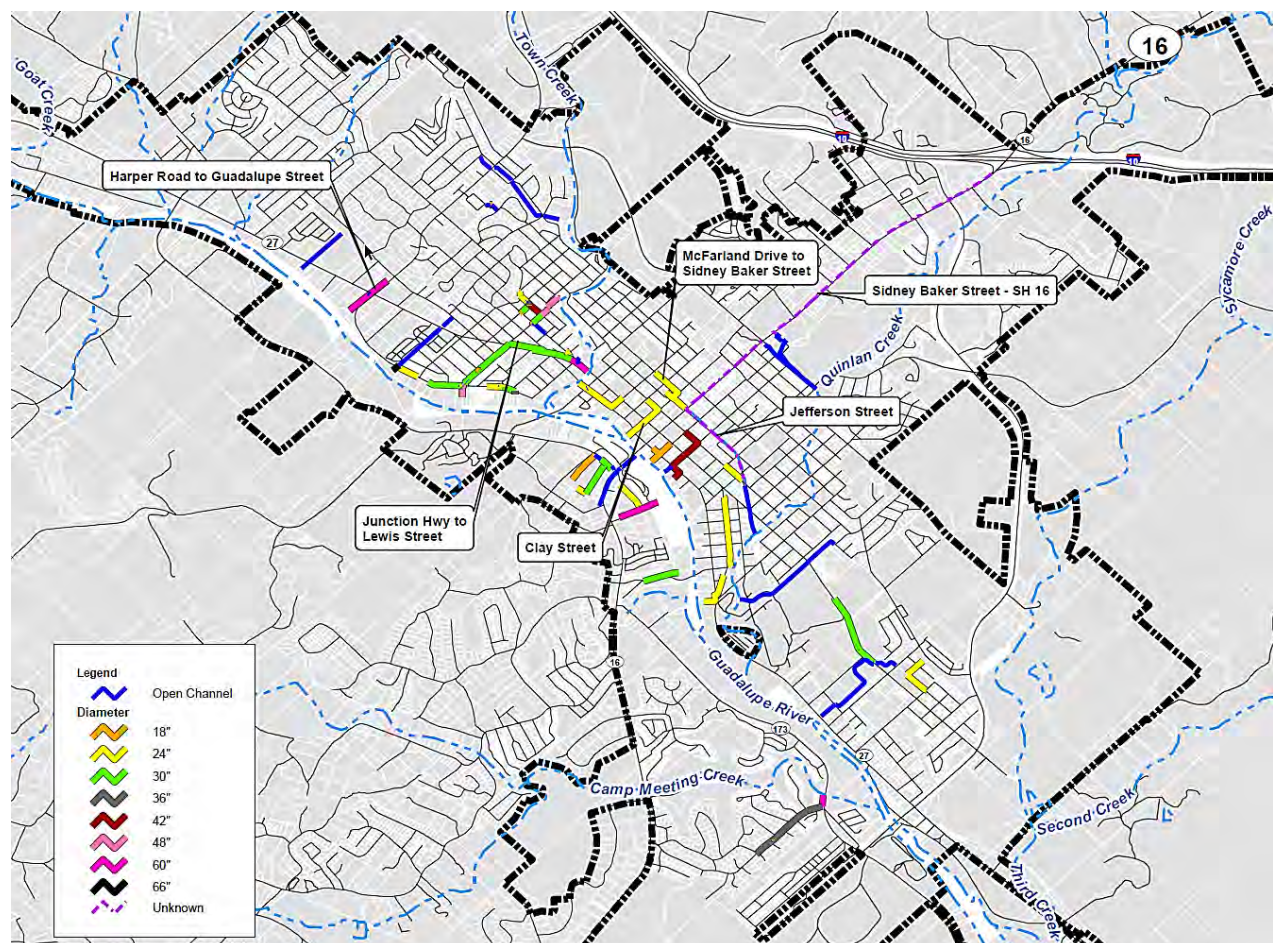 16
Goat Creek
Town Creek
10
16
10
Harper Road to Guadalupe Street
27
McFarland Drive to
Sidney Baker Street
Sidney Baker Street - SH 16
Sycamore Creek
Quinlan Creek
Jefferson Street
Junction Hwy to
Lewis Street
Clay Street
16
Guadalupe River
173
27
Camp Meeting Creek
Second Creek
Third Creek
Legend
Open Channel
Diameter
18"
24"
30"
36"
42"
48"
60"
66"
Unknown